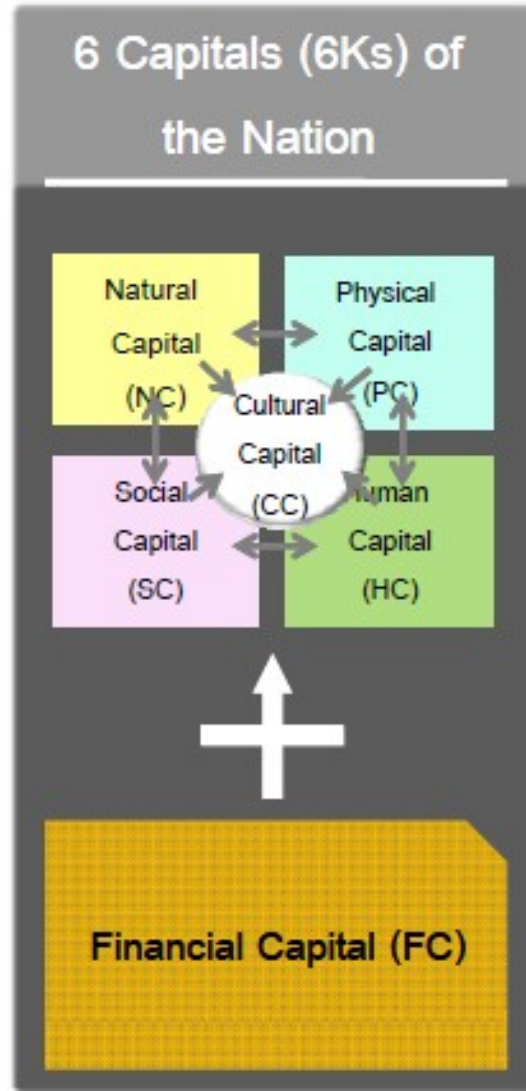 6 Capitals (6Ks) of
the Nation
Natural
Capital
(NC)
Physical
Capital
(PC)
Cultural
Capital
(CC)
Social
Capital
(SC)
Human
Capital
(HC)
Financial Capital (FC)